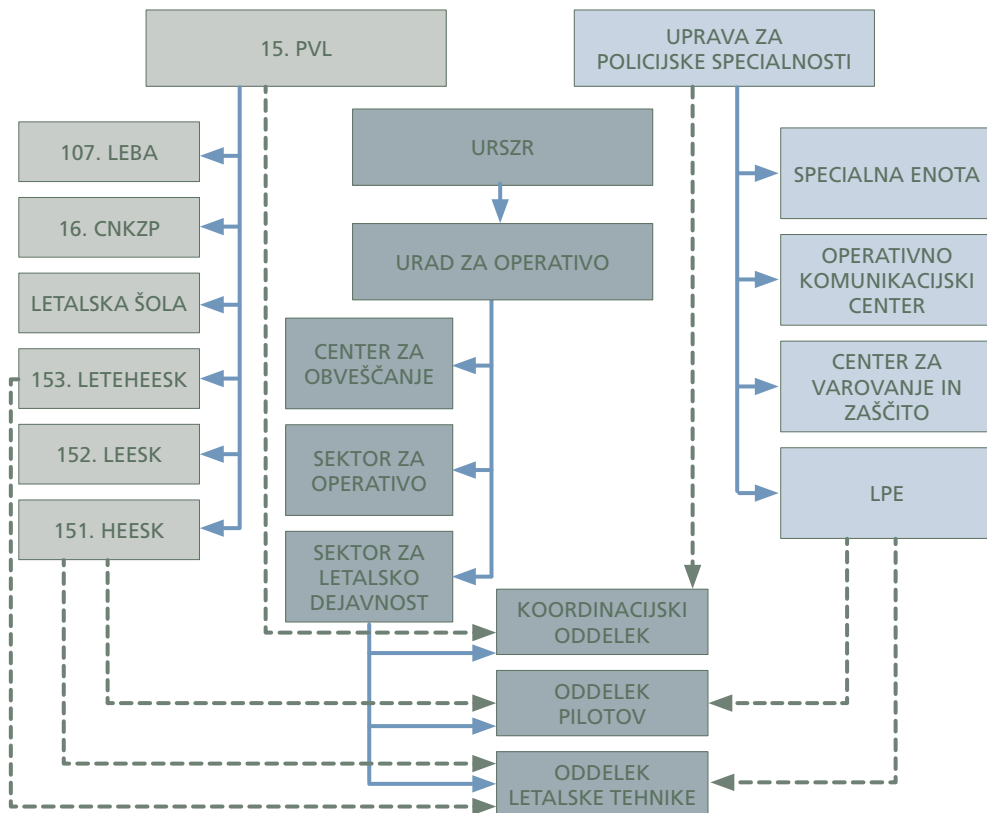 15. PVL
UPRAVA ZA
POLICIJSKE SPECIALNOSTI
107. LEBA
16. CNKZP
LETALSKA ŠOLA
153. LETEHEESK
152. LEESK
151. HEESK
URSZR
URAD ZA OPERATIVO
CENTER ZA
OBVEŠČANJE
SEKTOR ZA
OPERATIVO
SEKTOR ZA
LETALSKO
DEJAVNOST
SPECIALNA ENOTA
OPERATIVNO
KOMUNIKACIJSKI
CENTER
CENTER ZA
VAROVANJE IN
ZAŠČITO
LPE
KOORDINACIJSKI
ODDELEK
ODDELEK
PILOTOV
ODDELEK
LETALSKE TEHNIKE